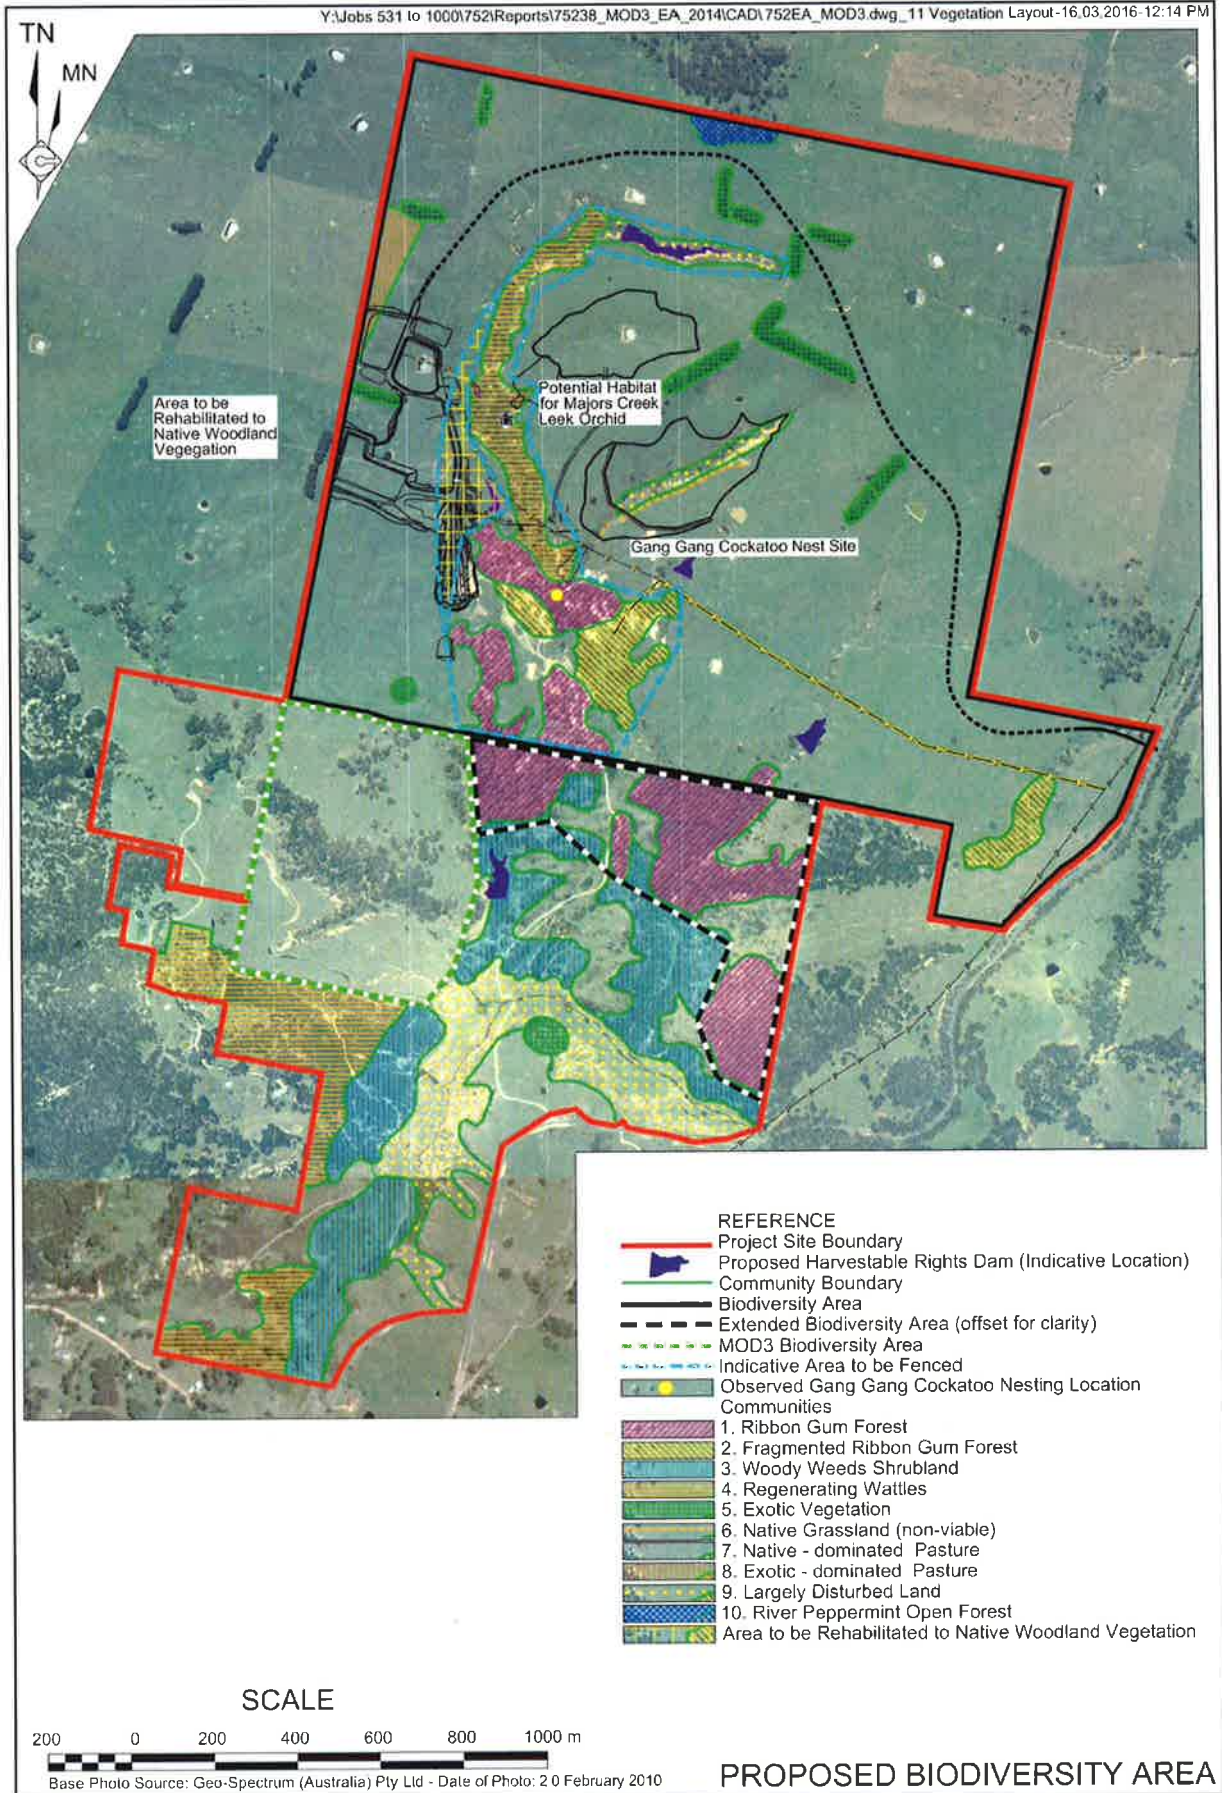 Y:\Jobs 531 to 1000\752\Reports\75238_MOD3_EA_2014\CAD\752EA_MOD3.dwg_11 Vegetation Layout-16.03.2016-12:14 PM
TN
MN
Area to be
Rehabilitated to
Native Woodland
Vegegation
Potential Habitat
for Majors Creek
Leek Orchid
Gang Gang Cockatoo Nest Site
REFERENCE
Project Site Boundary
Proposed Harvestable Rights Dam (Indicative Location)
Community Boundary
Biodiversity Area
Extended Biodiversity Area (offset for clarity)
MOD3 Biodiversity Area
Indicative Area to be Fenced
Observed Gang Gang Cockatoo Nesting Location
Communities
1. Ribbon Gum Forest
2. Fragmented Ribbon Gum Forest
3. Woody Weeds Shrubland
4. Regenerating Wattles
5. Exotic Vegetation
6. Native Grassland (non-viable)
7. Native - dominated Pasture
8. Exotic - dominated Pasture
9. Largely Disturbed Land
10. River Peppermint Open Forest
Area to be Rehabilitated to Native Woodland Vegetation
SCALE
200 0 200 400 600 800 1000 m
Base Photo Source: Geo-Spectrum (Australia) Pty Ltd - Date of Photo: 2 0 February 2010
PROPOSED BIODIVERSITY AREA